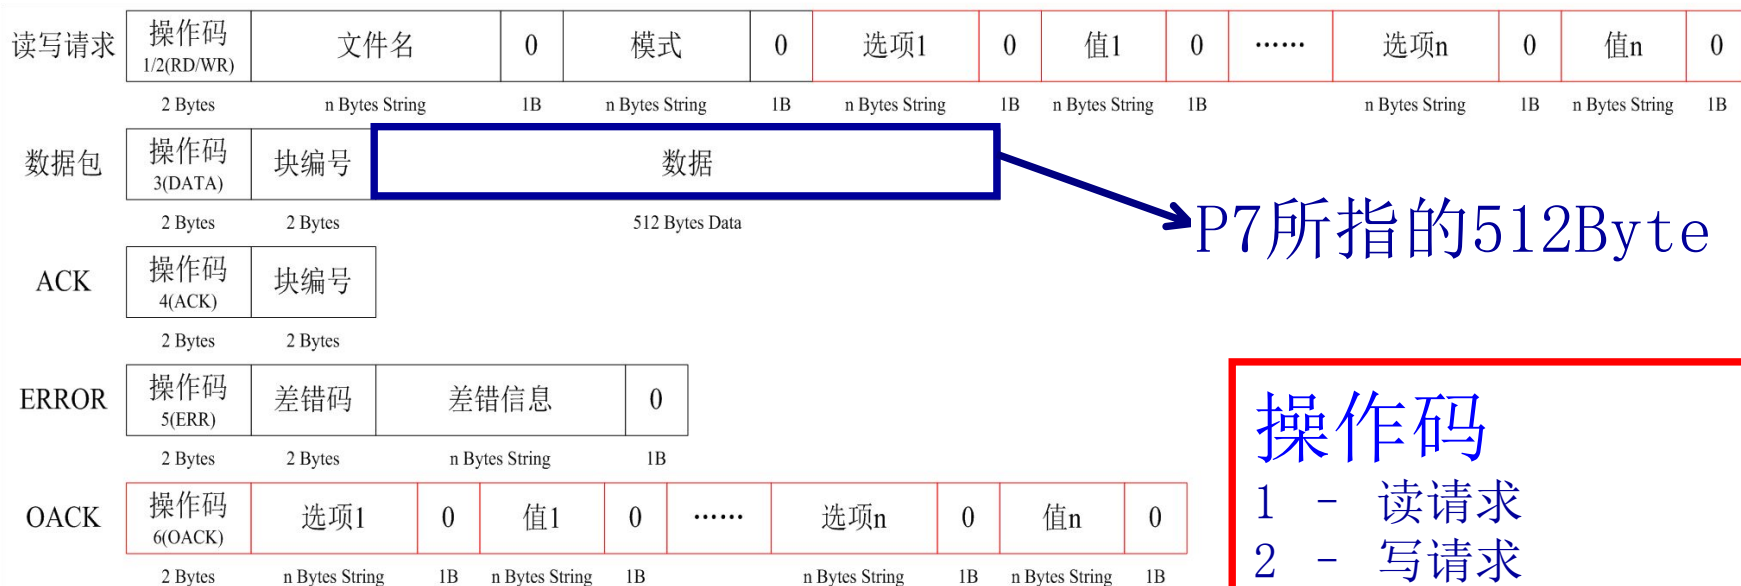 读写请求 操作码 文件名 0 模式 0 选项1 0 值1 0 …… 选项n 0 值n 0
1/2(RD/WR)
2 Bytes n Bytes String 1B n Bytes String 1B n Bytes String 1B n Bytes String 1B n Bytes String 1B n Bytes String 1B
数据包 操作码 块编号 数据
3(DATA)
2 Bytes 2 Bytes 512 Bytes Data
P7所指的512Byte
ACK 操作码 块编号
4(ACK)
2 Bytes 2 Bytes
ERROR 操作码 差错码 差错信息 0
5(ERR)
2 Bytes 2 Bytes n Bytes String 1B
OACK 操作码 选项1 0 值1 0 …… 选项n 0 值n 0
6(OACK)
2 Bytes n Bytes String 1B n Bytes String 1B n Bytes String 1B n Bytes String 1B
操作码
1 - 读请求
2 - 写请求